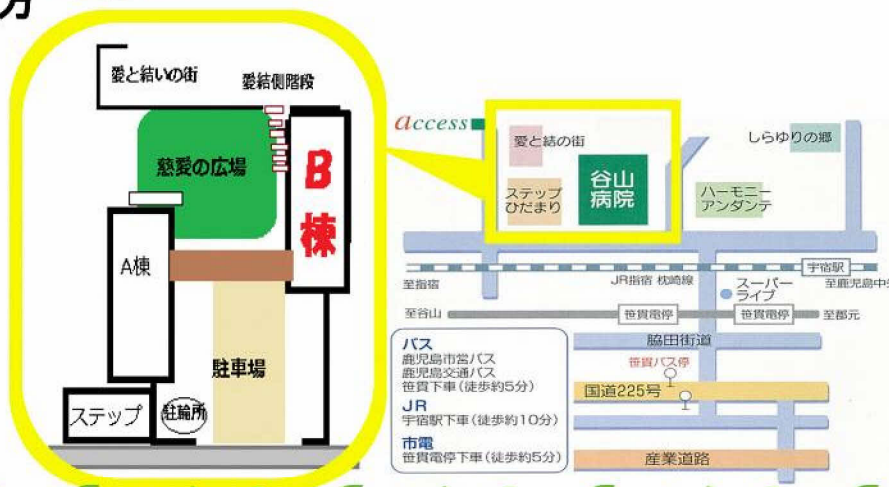 愛と結いの街
愛結側階段
慈愛の広場
B
棟
A棟
駐車場
ステップ
駐輪所
access
愛と結の街
しらゆりの郷
ステップ
ひだまり
谷山
病院
ハーモニー
アンダンテ
宇宿駅
至指宿
JR指宿 枕崎線
至鹿児島中央
スーパー
ライブ
至谷山
笹貫電停
笹貫電停
至郡元
バス
鹿児島市営バス
鹿児島交通バス
笹貫下車(徒歩約5分)
JR
宇宿駅下車(徒歩約10分)
市電
笹貫電停下車(徒歩約5分)
脇田街道
笹貫バス停
国道225号
産業道路